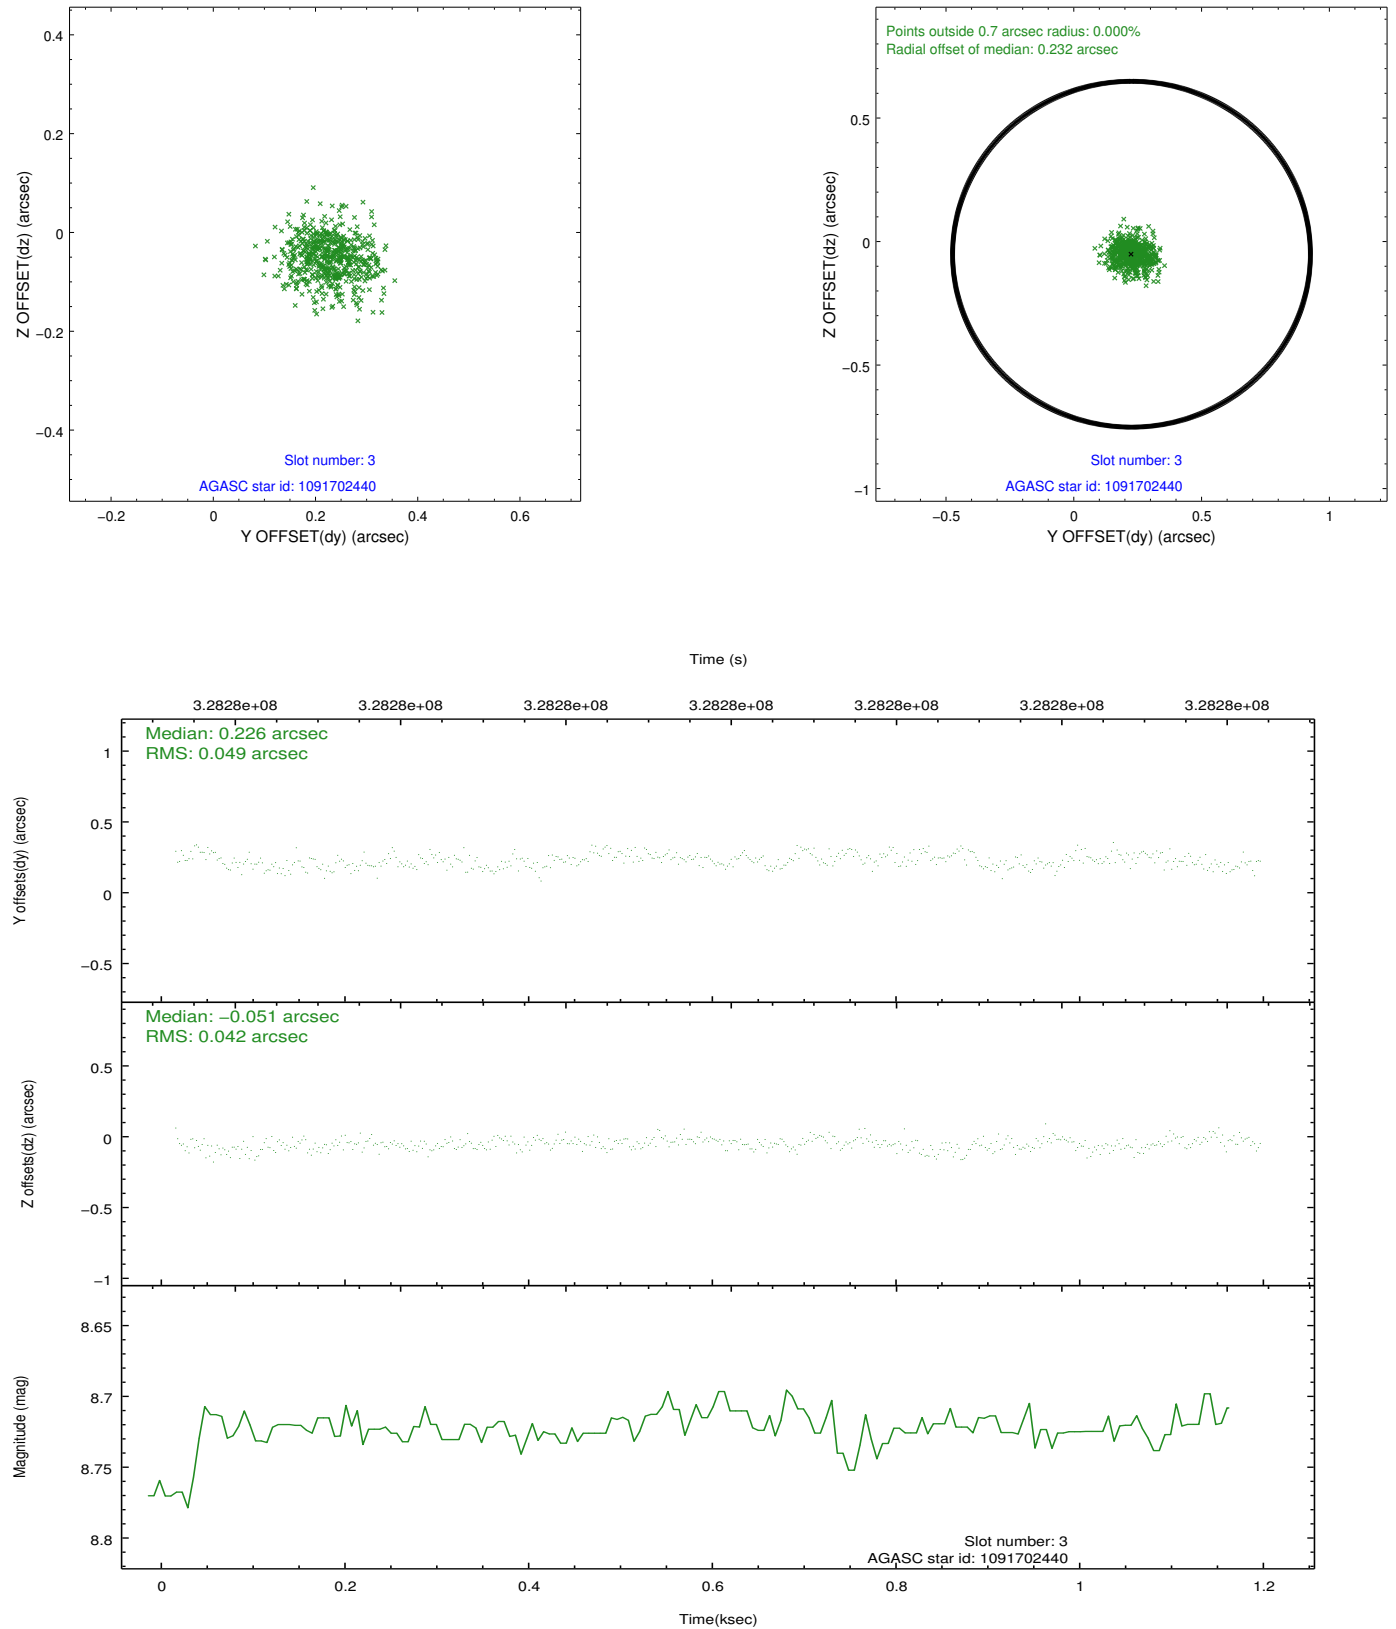 0.4
0.2
0
−0.2
−0.4
Z OFFSET(dz) (arcsec)
Slot number: 3
AGASC star id: 1091702440
−0.2
0
0.2
0.4
0.6
Y OFFSET(dy) (arcsec)
Points outside 0.7 arcsec radius: 0.000%
Radial offset of median: 0.232 arcsec
0.5
0
−0.5
−1
Z OFFSET(dz) (arcsec)
Slot number: 3
AGASC star id: 1091702440
−0.5
0
0.5
1
Y OFFSET(dy) (arcsec)
Time (s)
3.2828e+08
3.2828e+08
3.2828e+08
3.2828e+08
3.2828e+08
3.2828e+08
3.2828e+08
Median: 0.226 arcsec
RMS: 0.049 arcsec
1
0.5
0
−0.5
Y offsets(dy) (arcsec)
Median: −0.051 arcsec
RMS: 0.042 arcsec
0.5
0
−0.5
−1
Z offsets(dz) (arcsec)
8.65
8.7
8.75
8.8
Magnitude (mag)
Slot number: 3
AGASC star id: 1091702440
0
0.2
0.4
0.6
0.8
1
1.2
Time(ksec)